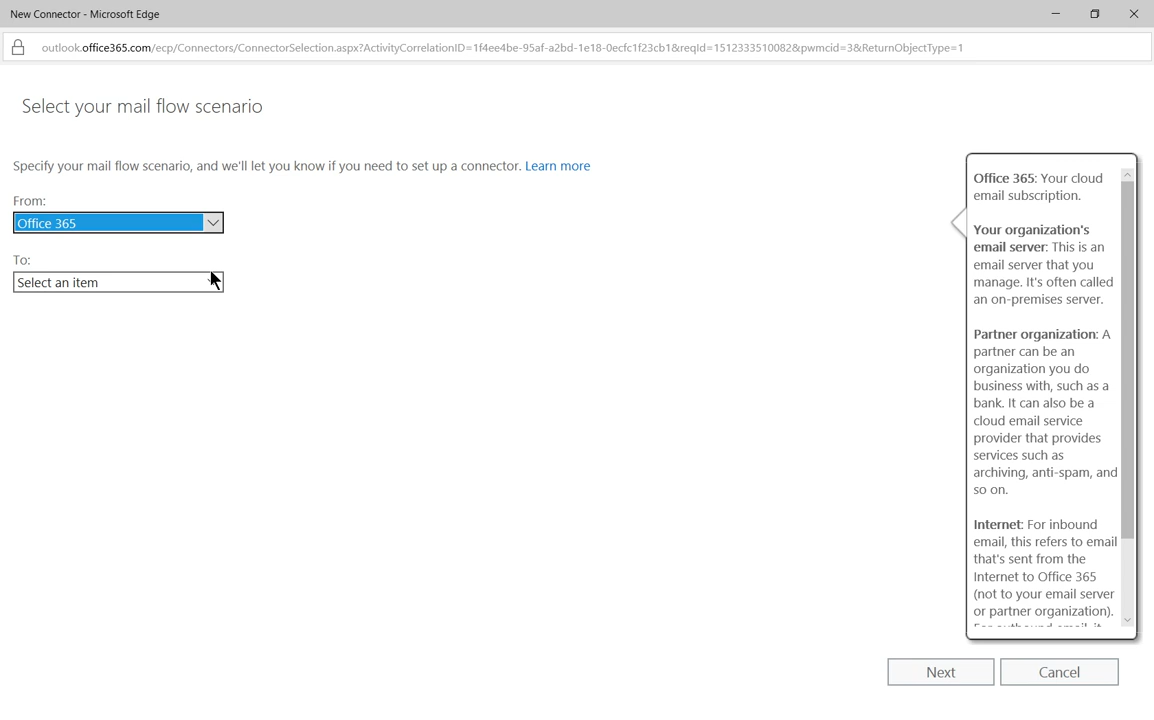 New Connector - Microsoft Edge
outlook.office365.com/ecp/Connectors/ConnectorSelection.aspx?ActivityCorrelationID=1f4ee4be-95af-a2bd-1e18-0ecfc1f23cb1&reqId=1512333510082&pwmcid=3&ReturnObjectType=1
Select your mail flow scenario
Specify your mail flow scenario, and we'll let you know if you need to set up a connector. Learn more
From:
Office 365
To:
Select an item
Office 365: Your cloud
email subscription.
Your organization's
email server: This is an
email server that you
manage. It's often called
an on-premises server.
Partner organization: A
partner can be an
organization you do
business with, such as a
bank. It can also be a
cloud email service
provider that provides
services such as
archiving, anti-spam, and
so on.
Internet: For inbound
email, this refers to email
that's sent from the
Internet to Office 365
(not to your email server
or partner organization).
Next
Cancel